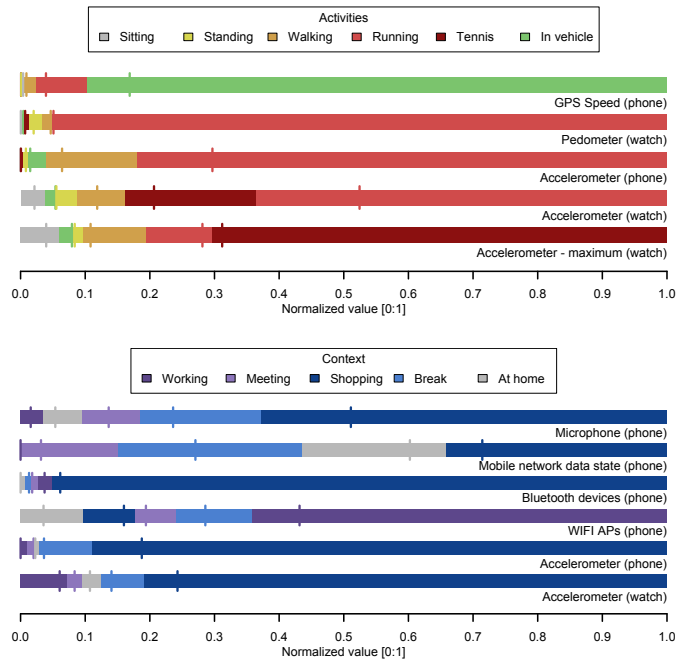 Activities
Sitting Standing Walking Running Tennis In vehicle
GPS Speed (phone)
Pedometer (watch)
Accelerometer (phone)
Accelerometer (watch)
Accelerometer - maximum (watch)
0.0 0.1 0.2 0.3 0.4 0.5 0.6 0.7 0.8 0.9 1.0
Normalized value [0:1]
Context
Working Meeting Shopping Break At home
Microphone (phone)
Mobile network data state (phone)
Bluetooth devices (phone)
WIFI APs (phone)
Accelerometer (phone)
Accelerometer (watch)
0.0 0.1 0.2 0.3 0.4 0.5 0.6 0.7 0.8 0.9 1.0
Normalized value [0:1]